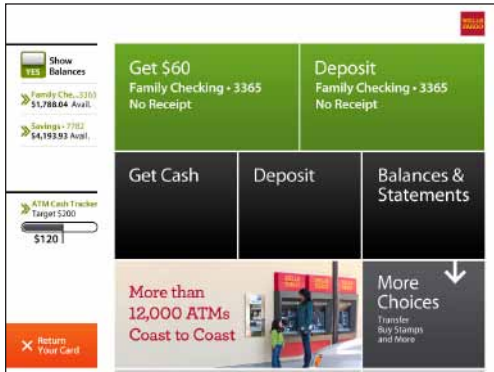 WELLS
FARGO
Show
Balances
YES
Family Che...3365
$1,788.04 Avail.
Savings • 7782
$4,193.93 Avail.
ATM Cash Tracker
Target $200
$120
Return
Your Card
Get $60
Family Checking • 3365
No Receipt
Deposit
Family Checking • 3365
No Receipt
Get Cash
Deposit
Balances &
Statements
More than
12,000 ATMs
Coast to Coast
More
Choices
Transfer
Buy Stamps
and More